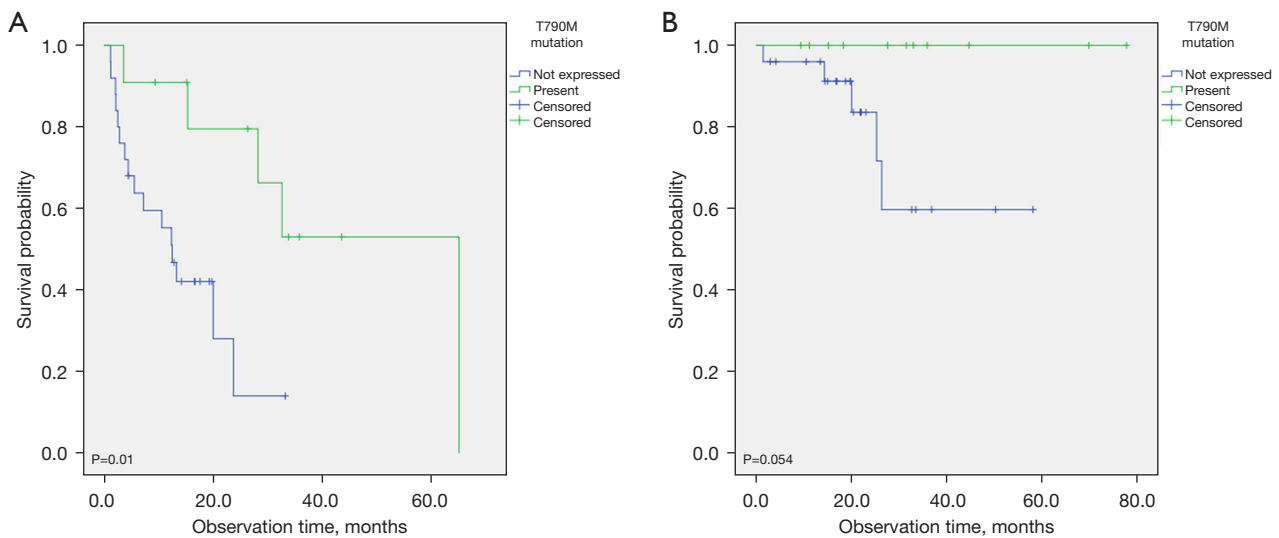 A
T790M
mutation
Not expressed
Present
Censored
Censored
1.0
0.8
0.6
0.4
0.2
0.0
Survival probability
P=0.01
0.0 20.0 40.0 60.0
Observation time, months
B
T790M
mutation
Not expressed
Present
Censored
Censored
1.0
0.8
0.6
0.4
0.2
0.0
Survival probability
P=0.054
0.0 20.0 40.0 60.0 80.0
Observation time, months